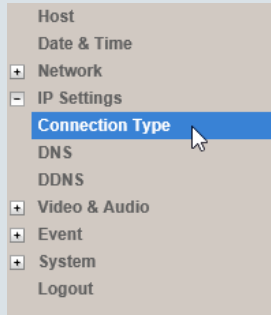 Host
Date & Time
Network
IP Settings
Connection Type
DNS
DDNS
Video & Audio
Event
System
Logout